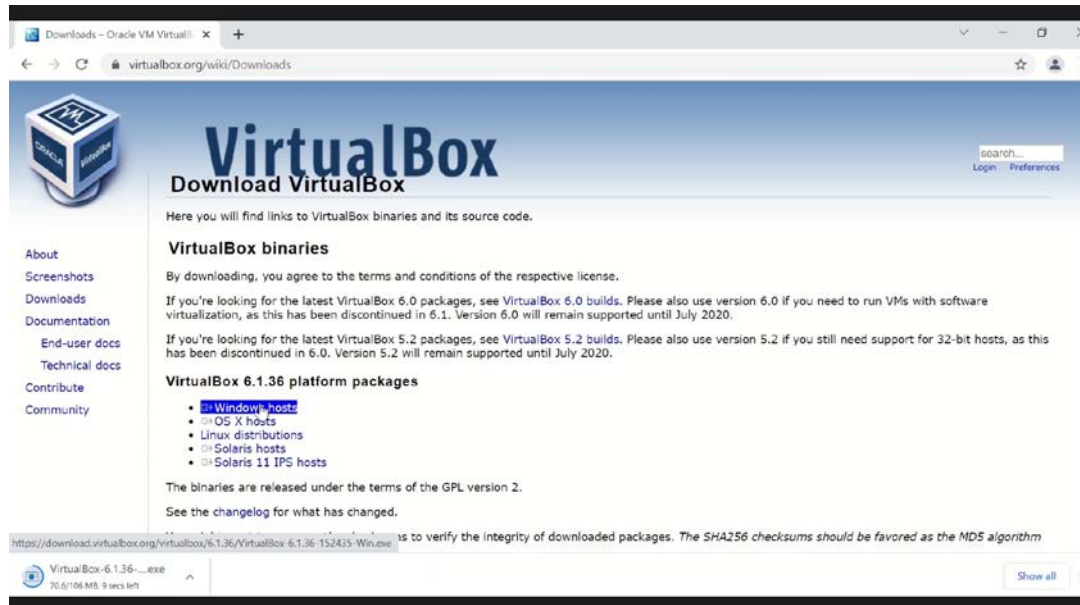 Downloads – Oracle VM Virtual
virtualbox.org/wiki/Downloads
VirtualBox
search...
Login Preferences
Download VirtualBox
Here you will find links to VirtualBox binaries and its source code.
VirtualBox binaries
By downloading, you agree to the terms and conditions of the respective license.
If you're looking for the latest VirtualBox 6.0 packages, see VirtualBox 6.0 builds. Please also use version 6.0 if you need to run VMs with software
virtualization, as this has been discontinued in 6.1. Version 6.0 will remain supported until July 2020.
If you're looking for the latest VirtualBox 5.2 packages, see VirtualBox 5.2 builds. Please also use version 5.2 if you still need support for 32-bit hosts, as this
has been discontinued in 6.0. Version 5.2 will remain supported until July 2020.
VirtualBox 6.1.36 platform packages
Windows hosts
OS X hosts
Linux distributions
Solaris hosts
Solaris 11 IPS hosts
The binaries are released under the terms of the GPL version 2.
See the changelog for what has changed.
to verify the integrity of downloaded packages. The SHA256 checksums should be favored as the MD5 algorithm
About
Screenshots
Downloads
Documentation
End-user docs
Technical docs
Contribute
Community
https://download.virtualbox.org/virtualbox/6.1.36/VirtualBox-6.1.36-152435-Win.exe
VirtualBox-6.1.36-....exe
70.6/106 MB, 9 secs left
Show all